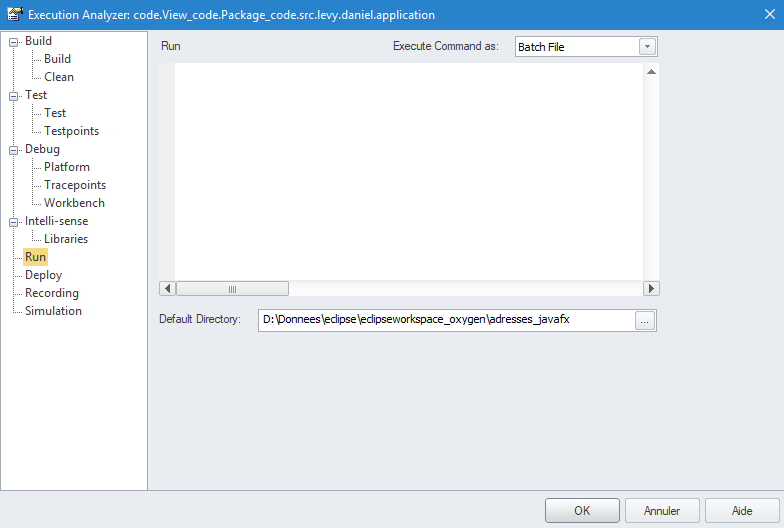 Execution Analyzer: code.View_code.Package_code.src.levy.daniel.application
Build
Build
Clean
Test
Test
Testpoints
Debug
Platform
Tracepoints
Workbench
Intelli-sense
Libraries
Run
Deploy
Recording
Simulation
Run
Execute Command as:
Batch File
Default Directory:
D:\Donnees\eclipse\eclipseworkspace_oxygen\adresses_javafx
...
OK
Annuler
Aide